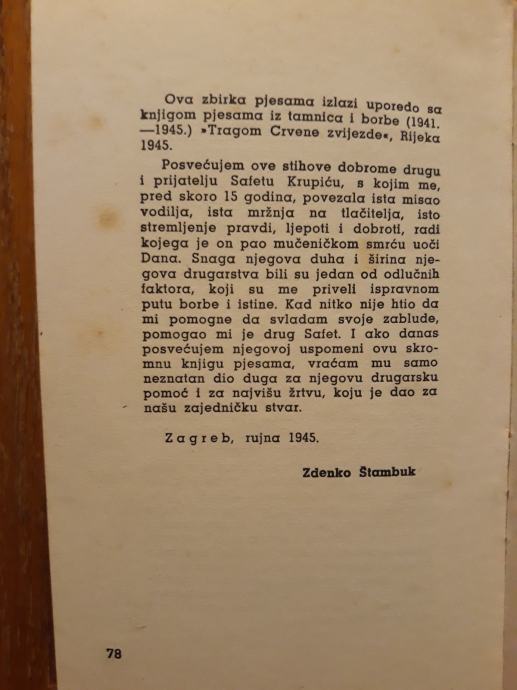 Ova zbirka pjesama izlazi uporedo sa
knjigom pjesama iz tamnica i borbe (1941.
—1945.) »Tragom Crvene zvijezde«, Rijeka
1945.
Posvećujem ove stihove dobrome drugu
i prijatelju Safetu Krupiću, s kojim me,
pred skoro 15 godina, povezala ista misao
vodilja, ista mržnja na tlačitelja, isto
stremljenje pravdi, ljepoti i dobroti, radi
kojega je on pao mučeničkom smrću uoči
Dana. Snaga njegova duha i širina nje-
gova drugarstva bili su jedan od odlučnih
faktora, koji su me priveli ispravnom
putu borbe i istine. Kad nitko nije htio da
mi pomogne da svladam svoje zablude,
pomogao mi je drug Safet. I ako danas
posvećujem njegovoj uspomeni ovu skro-
mnu knjigu pjesama, vraćam mu samo
neznatan dio duga za njegovu drugarsku
pomoć i za najvišu žrtvu, koju je dao za
našu zajedničku stvar.
Zagreb, rujna 1945.
Zdenko Štambuk
78